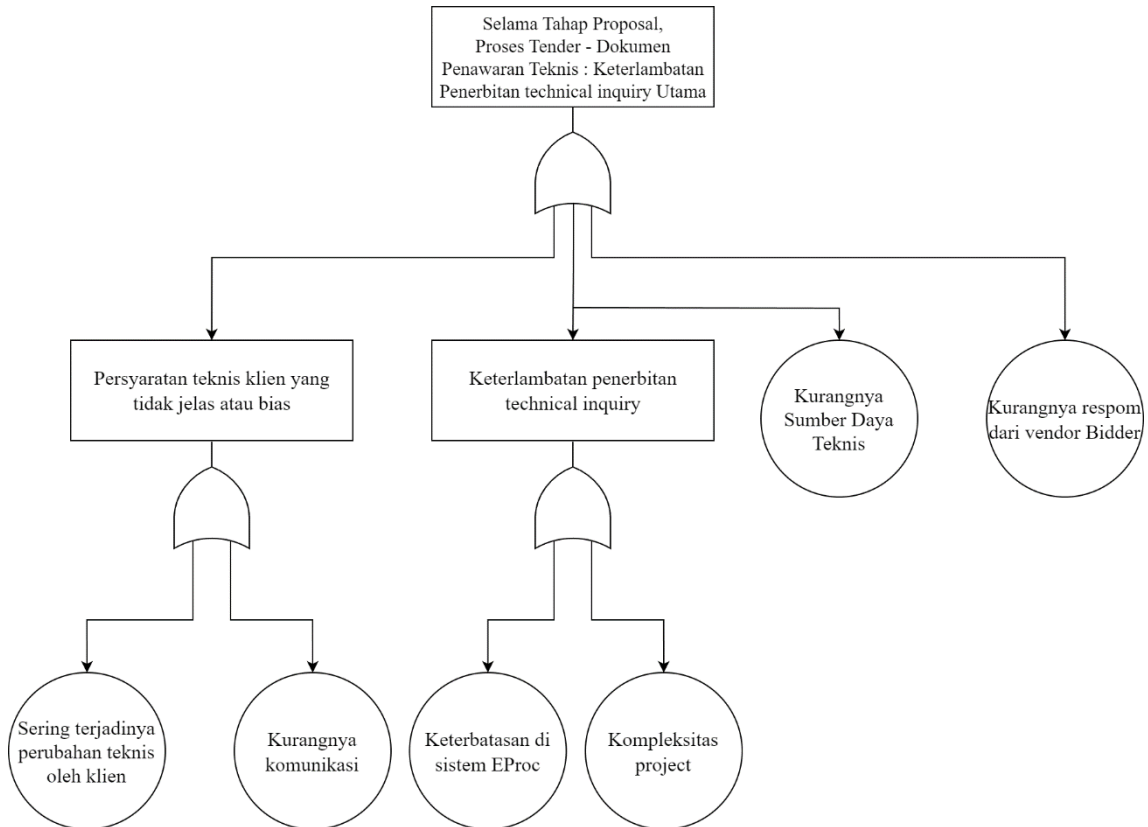 Selama Tahap Proposal,
Proses Tender - Dokumen
Penawaran Teknis : Keterlambatan
Penerbitan technical inquiry Utama
Persyaratan teknis klien yang
tidak jelas atau bias
Keterlambatan penerbitan
technical inquiry
Kurangnya
Sumber Daya
Teknis
Kurangnya respom
dari vendor Bidder
Sering terjadinya
perubahan teknis
oleh klien
Kurangnya
komunikasi
Keterbatasan di
sistem EProc
Kompleksitas
project